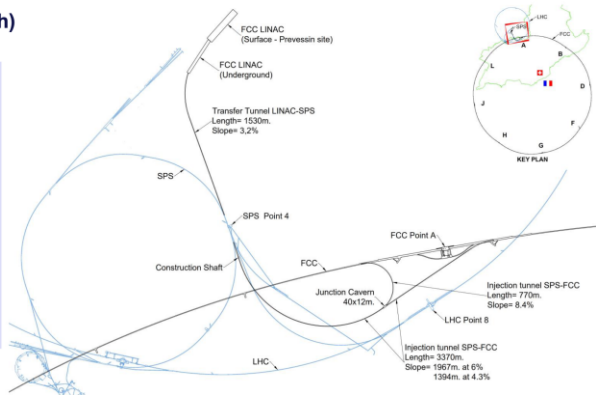 h)
FCC LINAC
(Surface - Prevessin site)
FCC LINAC
(Underground)
Transfer Tunnel LINAC-SPS
Length= 1530m.
Slope= 3,2%
SPS
SPS Point 4
Construction Shaft
FCC
FCC Point A
Junction Cavern
40x12m.
Injection tunnel SPS-FCC
Length= 770m.
Slope= 8.4%
LHC Point 8
Injection tunnel SPS-FCC
Length= 3370m.
Slope= 1967m. at 6%
1394m. at 4.3%
LHC
LHC
SPS
FCC
A
B
L
D
J
F
H
G
KEY PLAN